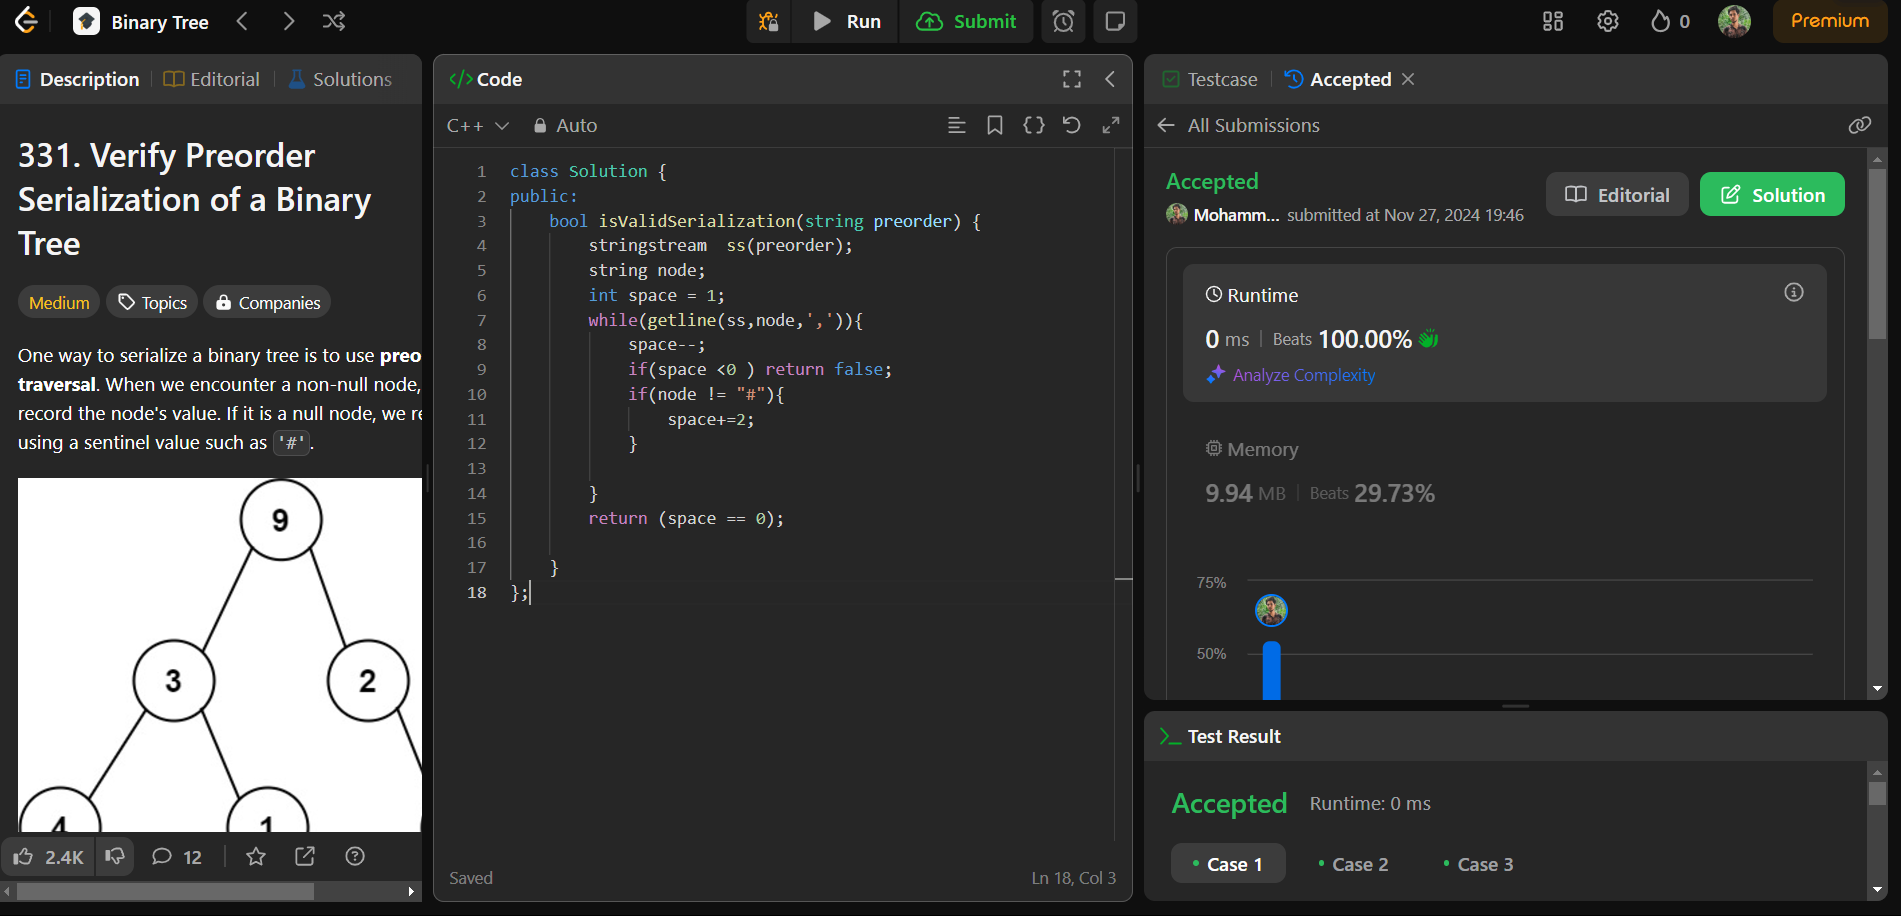 Binary Tree
Run
Submit
0
Premium
Description
Editorial
Solutions
331. Verify Preorder
Serialization of a Binary
Tree
Medium
Topics
Companies
One way to serialize a binary tree is to use preo
traversal. When we encounter a non-null node,
record the node's value. If it is a null node, we re
using a sentinel value such as '#'.
9
3
2
4
1
2.4K
12
</> Code
C++
Auto
1 class Solution {
2 public:
3 bool isValidSerialization(string preorder) {
4 stringstream  ss(preorder);
5 string node;
6 int space = 1;
7 while(getline(ss,node,',')){
8 space--;
9 if(space <0 ) return false;
10 if(node != "#"){
11 space+=2;
12 }
13
14 }
15 return (space == 0);
16
17 }
18 };
Saved
Ln 18, Col 3
Testcase
Accepted
All Submissions
Accepted
Editorial
Solution
Mohamm... submitted at Nov 27, 2024 19:46
Runtime
0 ms
Beats 100.00%
Analyze Complexity
Memory
9.94 MB
Beats 29.73%
75%
50%
Test Result
Accepted
Runtime: 0 ms
Case 1
Case 2
Case 3